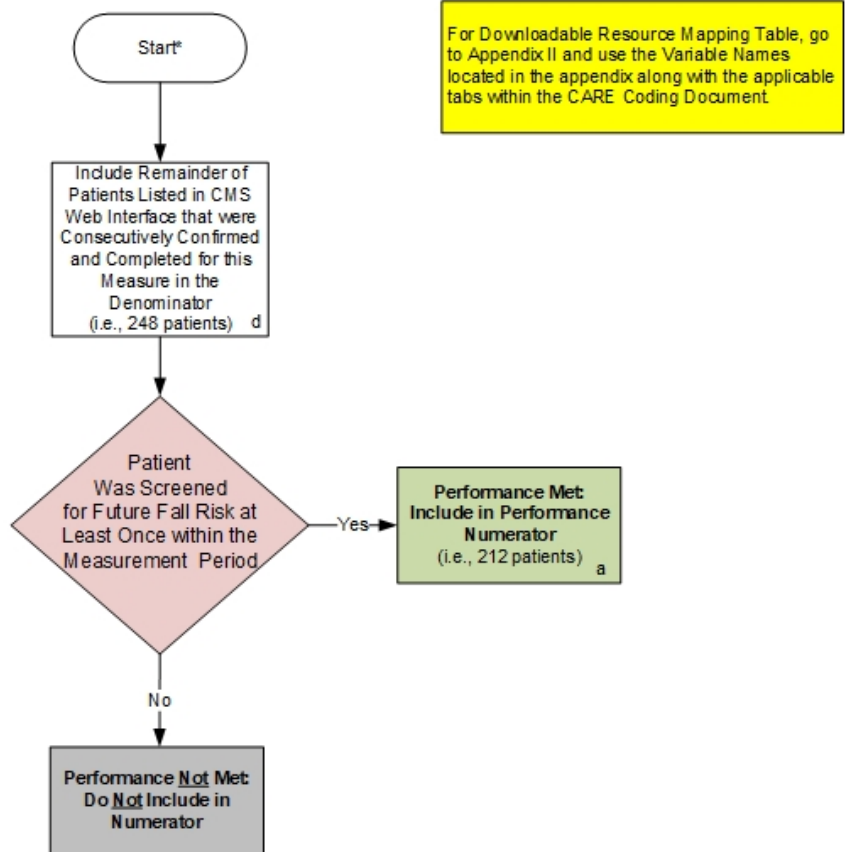 Start*
For Downloadable Resource Mapping Table, go
to Appendix II and use the Variable Names
located in the appendix along with the applicable
tabs within the CARE Coding Document.
Include Remainder of
Patients Listed in CMS
Web Interface that were
Consecutively Confirmed
and Completed for this
Measure in the
Denominator
(i.e., 248 patients) d
Patient
Was Screened
for Future Fall Risk at
Least Once within the
Measurement Period
Yes
Performance Met:
Include in Performance
Numerator
(i.e., 212 patients)
a
No
Performance Not Met:
Do Not Include in
Numerator